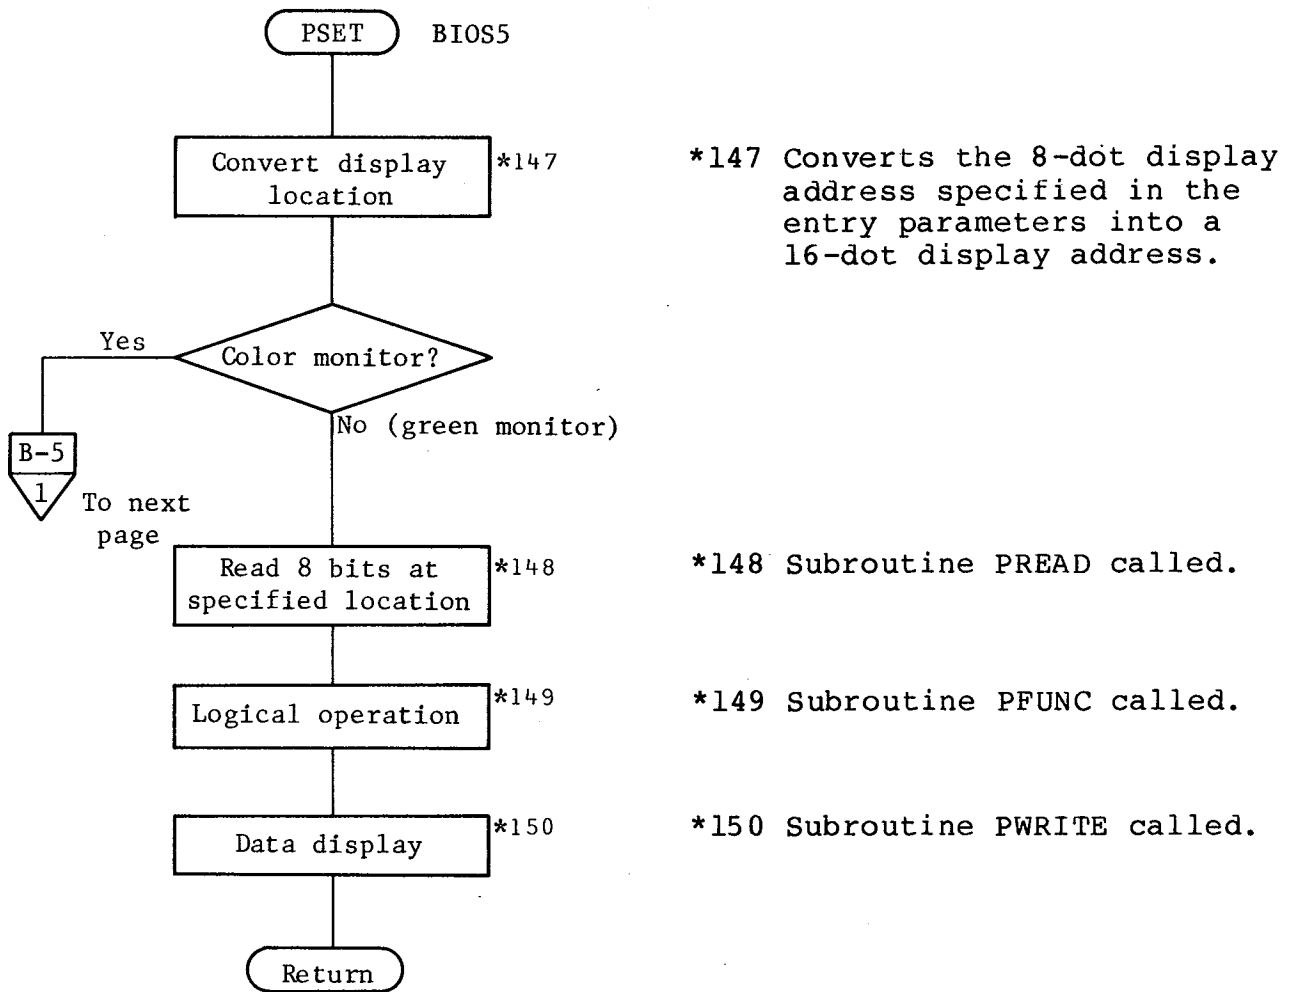 PSET BIOS5
Convert display *147
location
*147 Converts the 8-dot display
address specified in the
entry parameters into a
16-dot display address.
Yes
Color monitor?
No (green monitor)
B-5
1
To next
page
Read 8 bits at *148
specified location
*148 Subroutine PREAD called.
Logical operation *149
*149 Subroutine PFUNC called.
Data display *150
*150 Subroutine PWRITE called.
Return